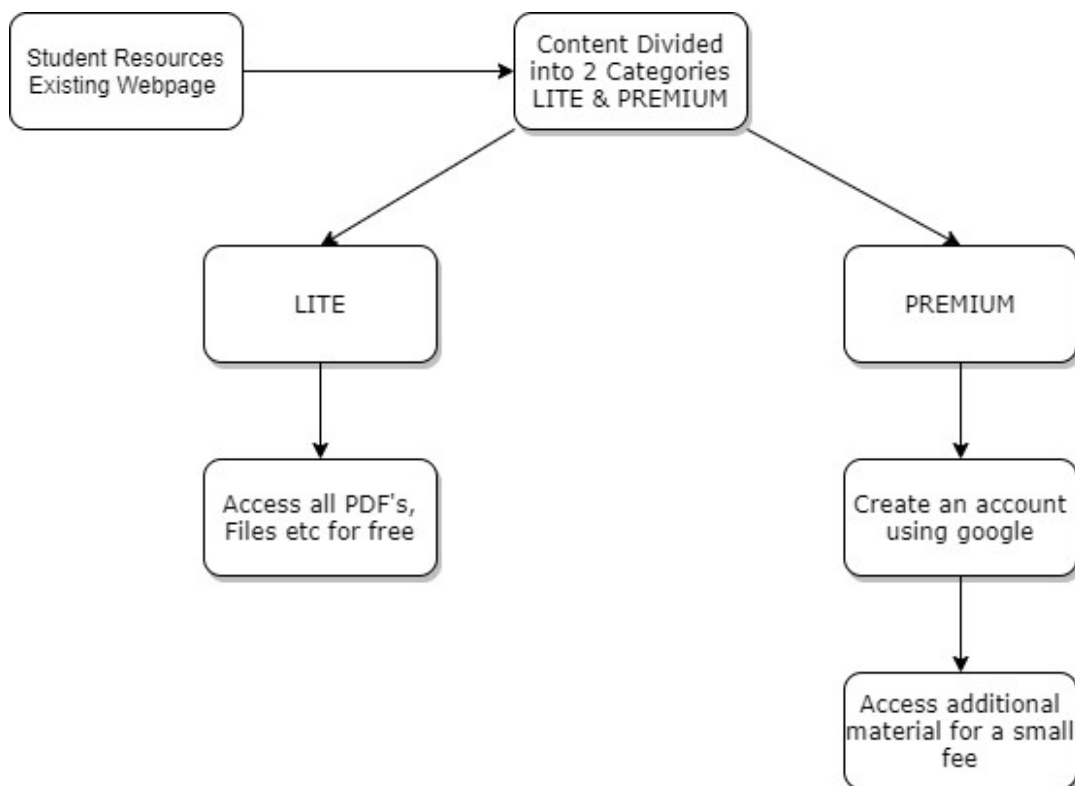 Student Resources
Existing Webpage
Content Divided
into 2 Categories
LITE & PREMIUM
LITE
PREMIUM
Access all PDF's,
Files etc for free
Create an account
using google
Access additional
material for a small
fee